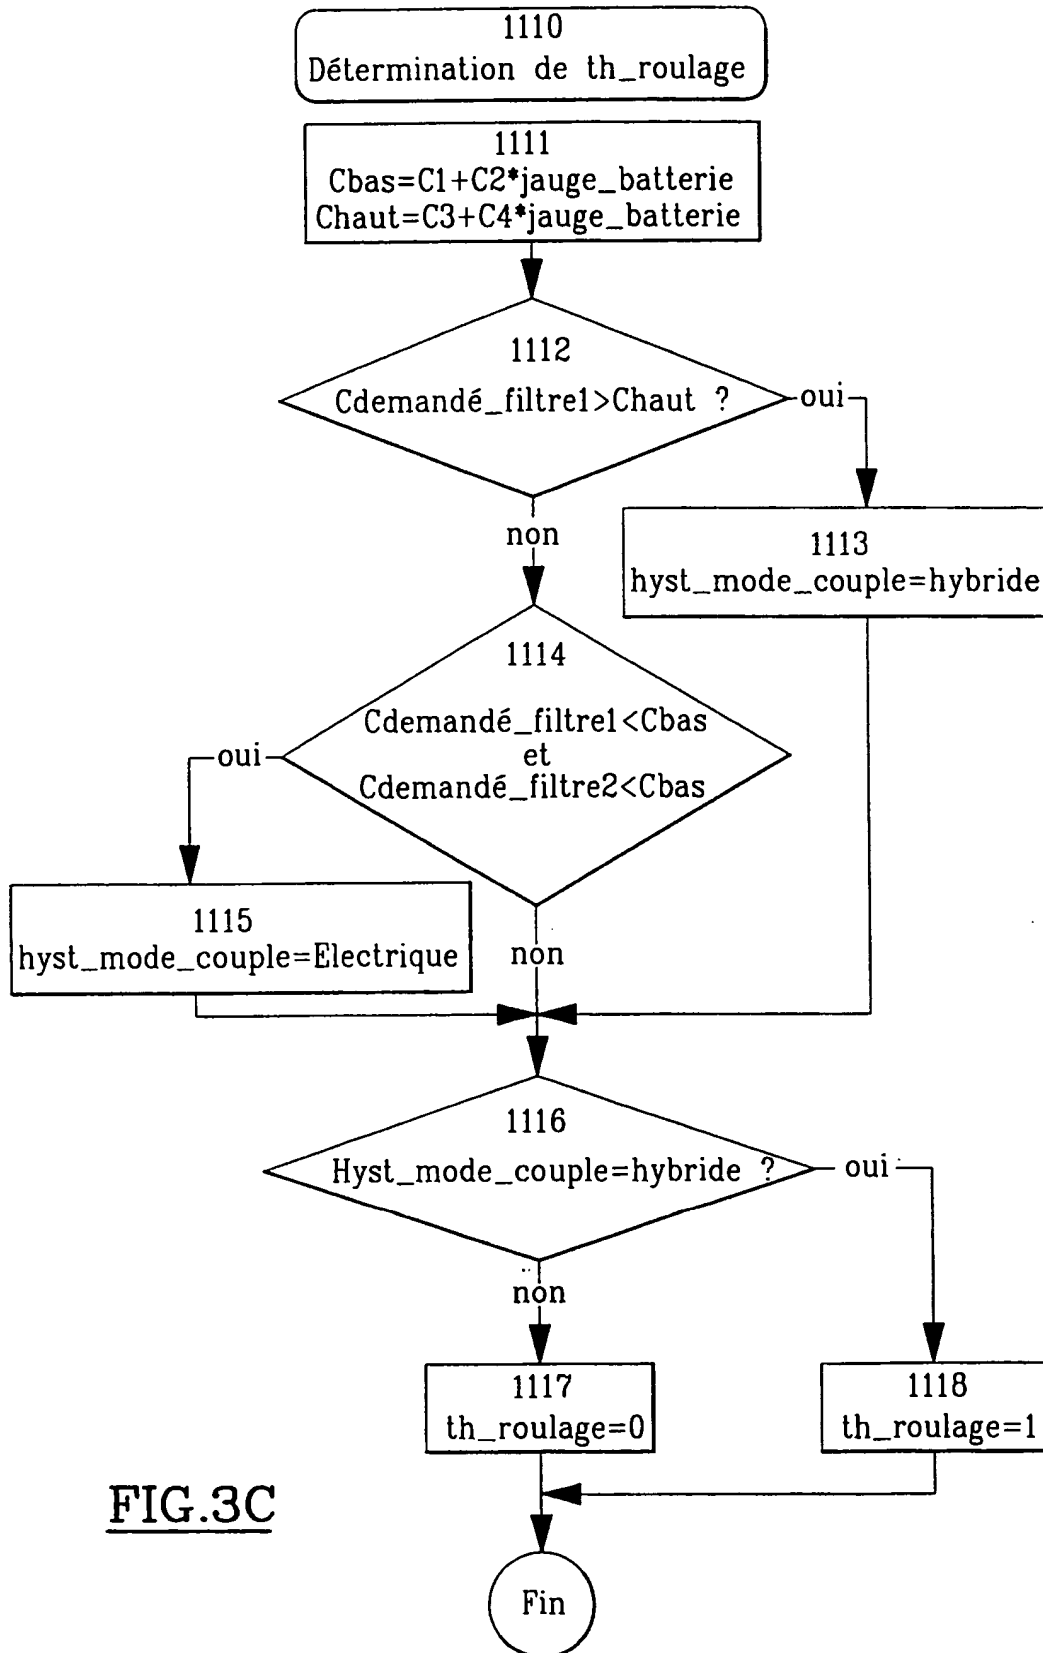 1110
Détermination de th_roulage
1111
Cbas=C1+C2*jauge_batterie
Chaut=C3+C4*jauge_batterie
1112
Cdemandé_filtre1>Chaut ?
oui
non
1113
hyst_mode_couple=hybride
1114
Cdemandé_filtre1<Cbas
et
Cdemandé_filtre2<Cbas
oui
1115
hyst_mode_couple=Electrique
non
1116
Hyst_mode_couple=hybride ?
oui
non
1117
th_roulage=0
1118
th_roulage=1
FIG.3C
Fin